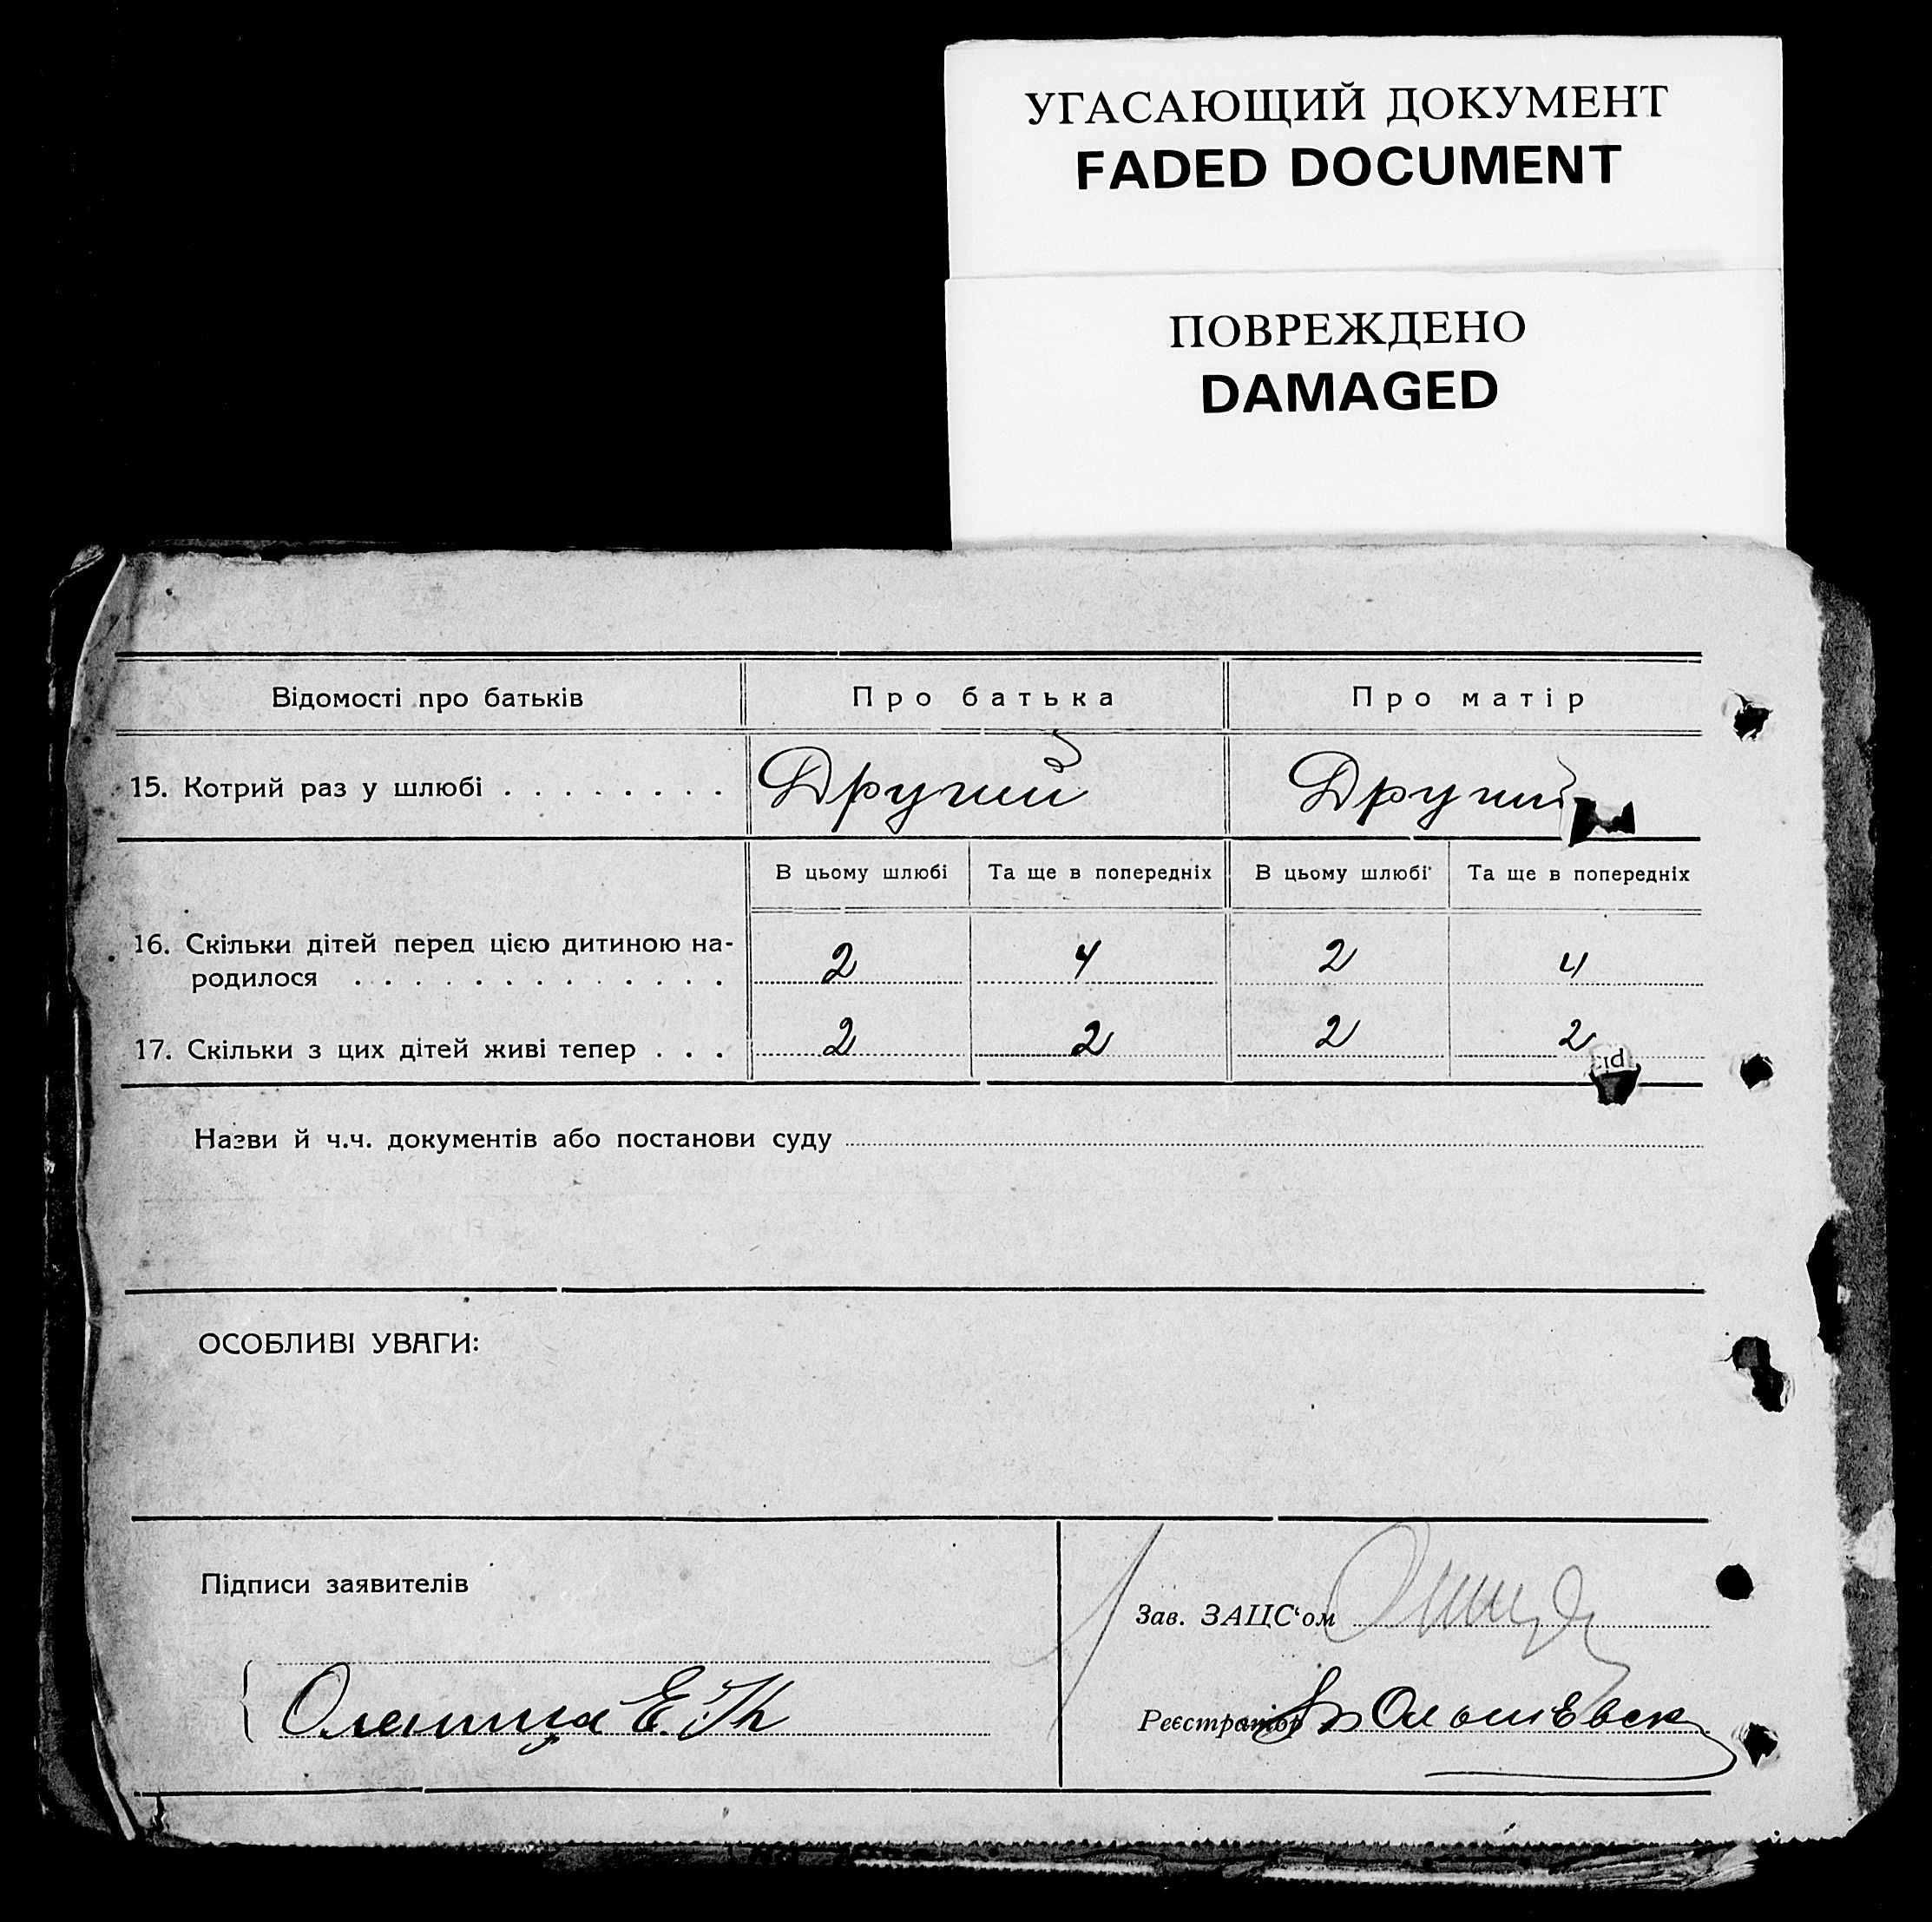 УГАСАЮЩИЙ ДОКУМЕНТ
FADED DOCUMENT
ПОВРЕЖДЕНО
DAMAGED
Відомості про батьків Про батька Про матір
15. Котрий раз у шлюбі . . . . . . . . Другий Другий
В цьому шлюбі Та ще в попередніх В цьому шлюбі Та ще в попередніх
16. Скільки дітей перед цією дитиною на-
родилося . . . . . . . . . . . . . 2 4 2 4
17. Скільки з цих дітей живі тепер . . . 2 2 2 2
Назви й ч.ч. документів або постанови суду
ОСОБЛИВІ УВАГИ:
Підписи заявителів
Зав. ЗАЦС‘ом
Реєстратор